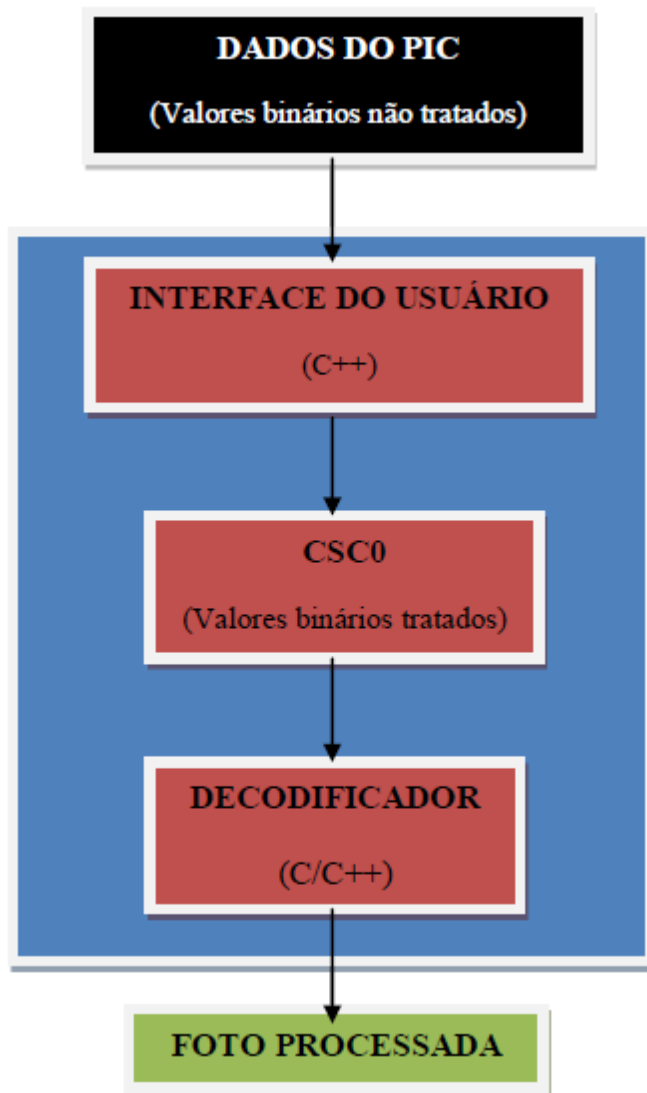 DADOS DO PIC
(Valores binários não tratados)
INTERFACE DO USUÁRIO
(C++)
CSC0
(Valores binários tratados)
DECODIFICADOR
(C/C++)
FOTO PROCESSADA